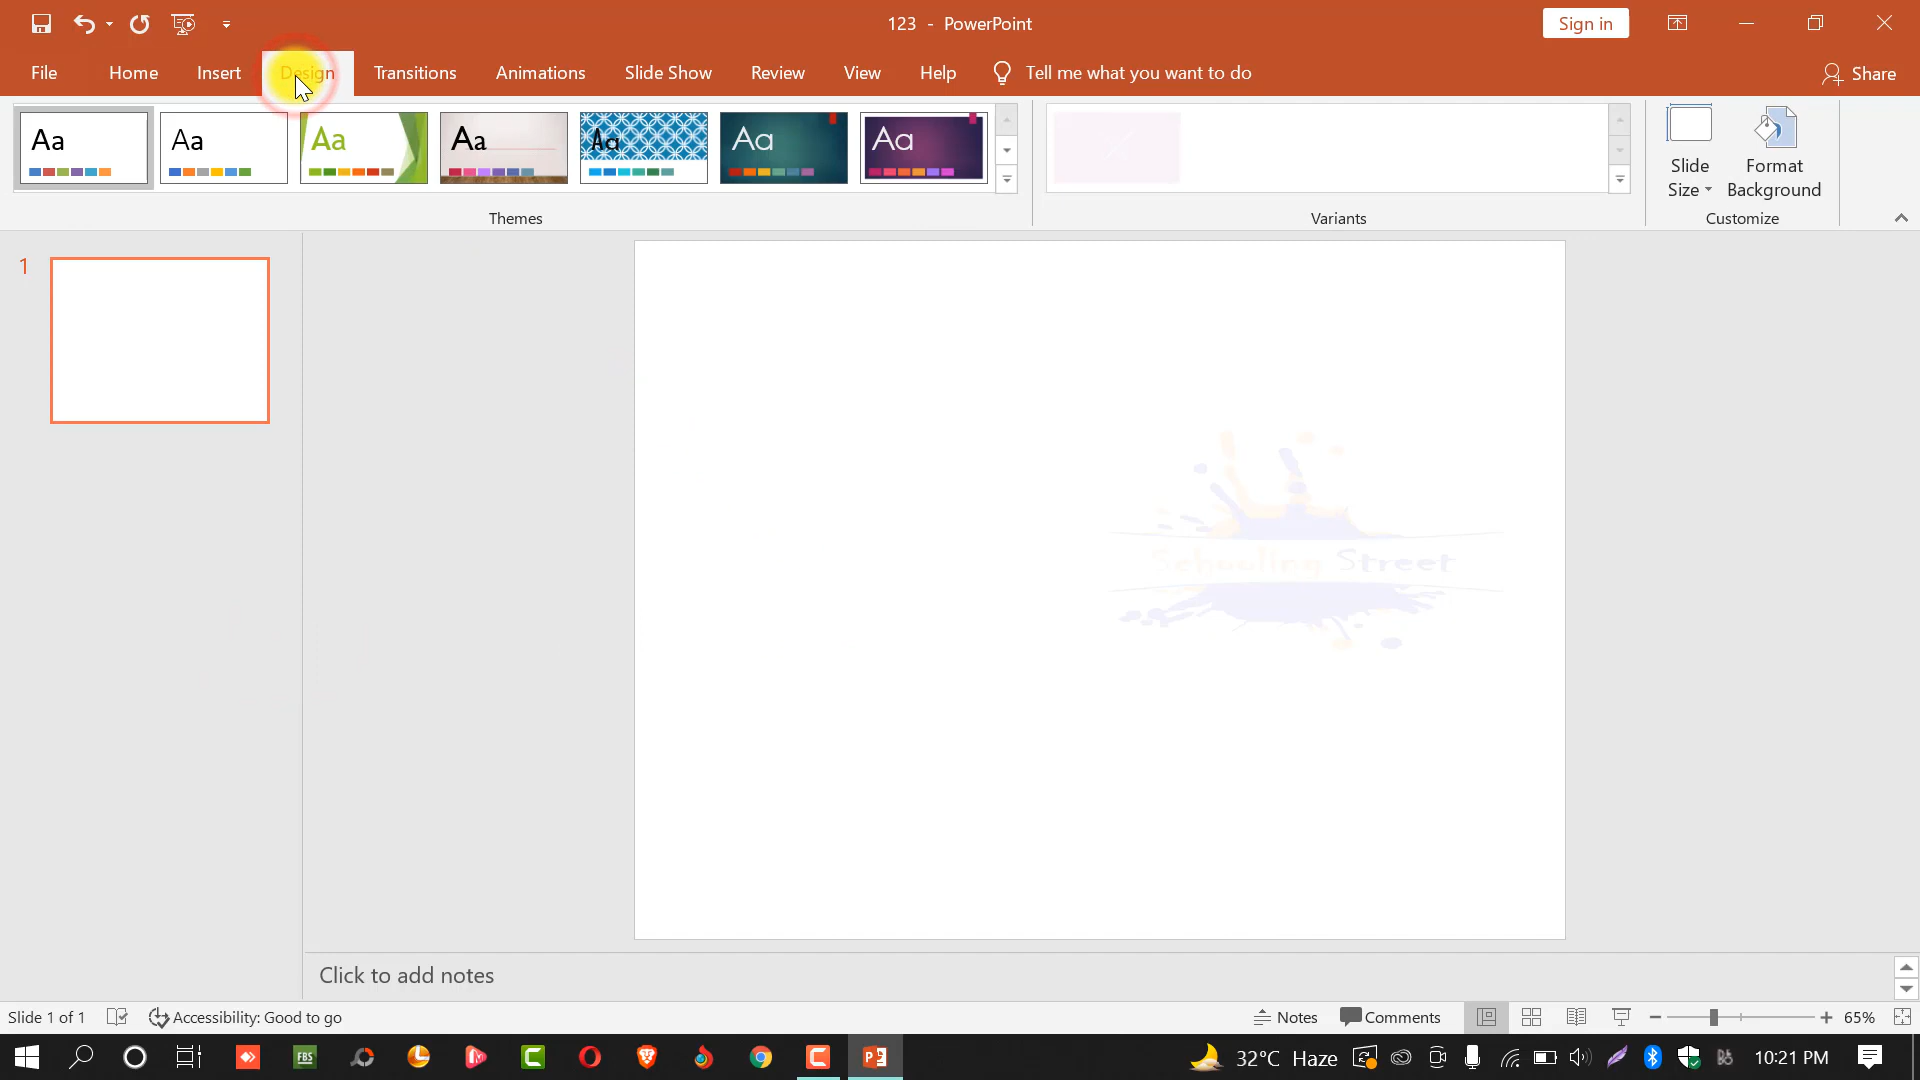 123 - PowerPoint
Sign in
File Home Insert Design Transitions Animations Slide Show Review View Help Tell me what you want to do Share
Aa Aa Aa Aa Aa Aa Aa
Slide Size
Format Background
Themes Variants Customize
1
Schooling Street
Click to add notes
Slide 1 of 1 Accessibility: Good to go Notes Comments 65%
FBS 32°C Haze 10:21 PM